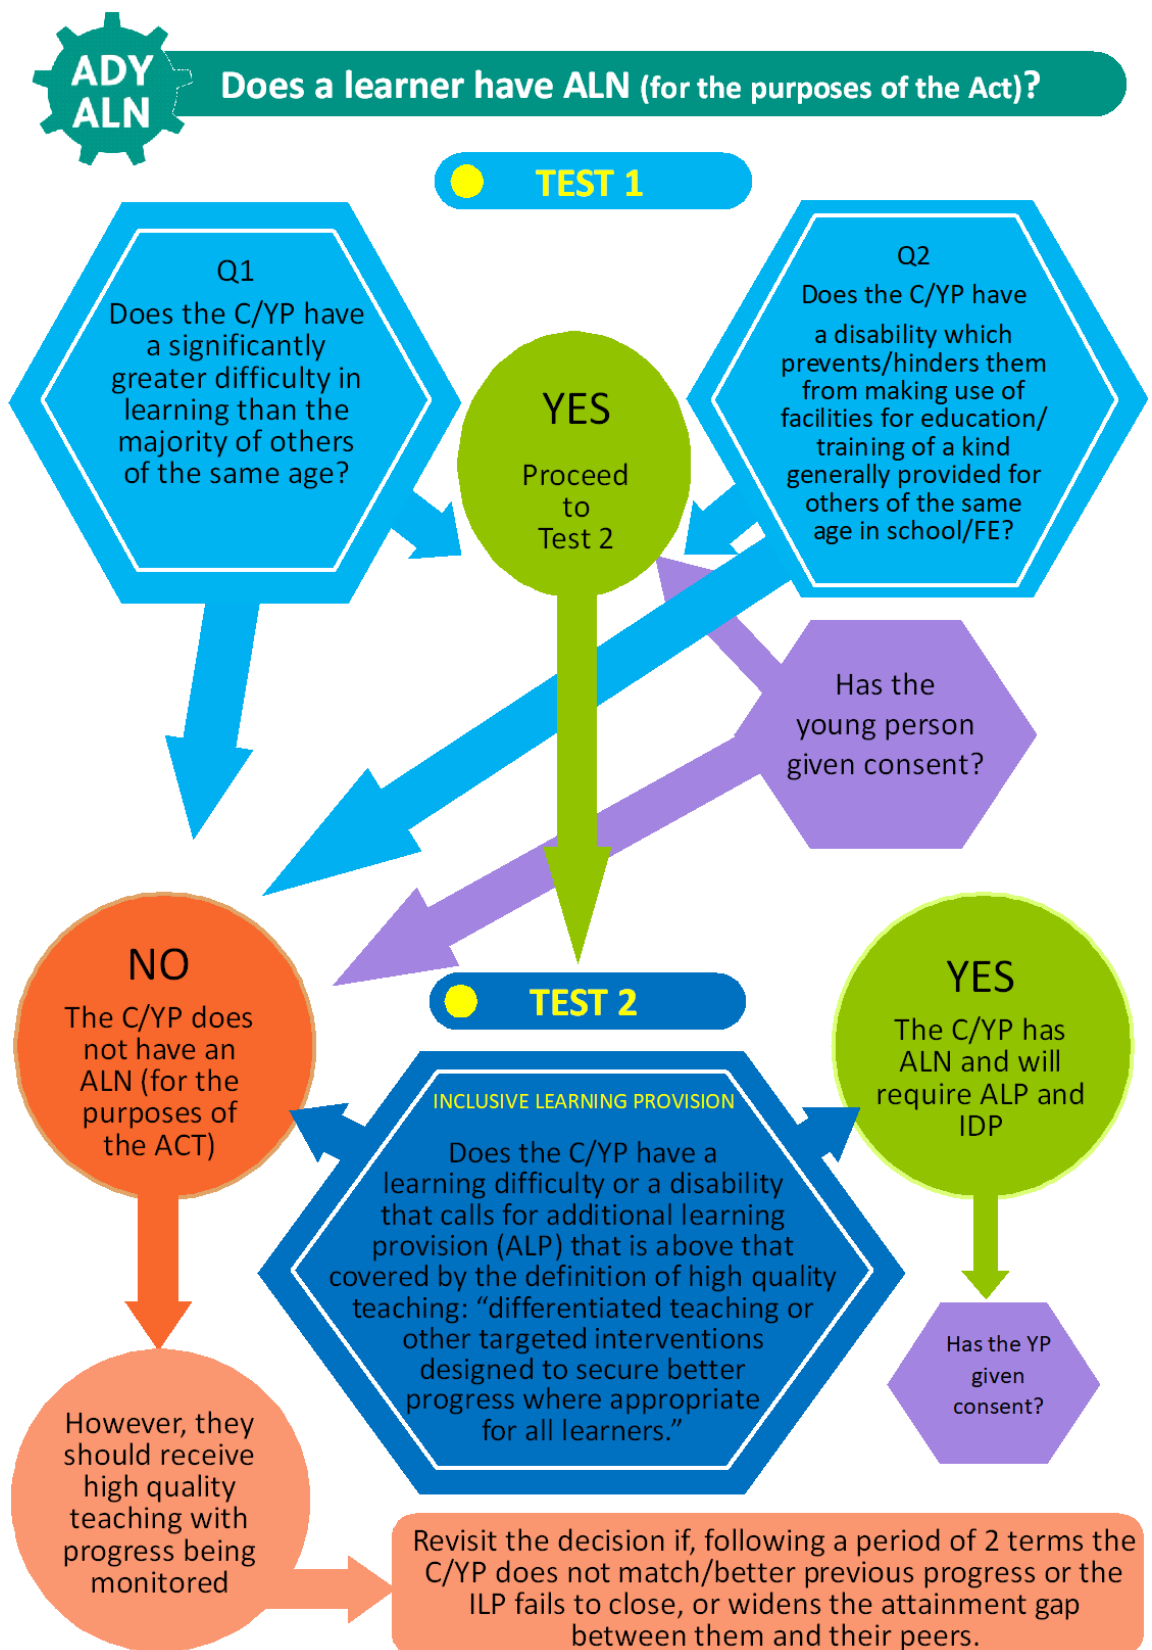 ADY
ALN
Does a learner have ALN (for the purposes of the Act)?
TEST 1
Q1
Does the C/YP have
a significantly
greater difficulty in
learning than the
majority of others
of the same age?
YES
Proceed
to
Test 2
Q2
Does the C/YP have
a disability which
prevents/hinders them
from making use of
facilities for education/
training of a kind
generally provided for
others of the same
age in school/FE?
Has the
young person
given consent?
NO
The C/YP does
not have an
ALN (for the
purposes of
the ACT)
TEST 2
INCLUSIVE LEARNING PROVISION
Does the C/YP have a
learning difficulty or a disability
that calls for additional learning
provision (ALP) that is above that
covered by the definition of high quality
teaching: “differentiated teaching or
other targeted interventions
designed to secure better
progress where appropriate
for all learners.”
YES
The C/YP has
ALN and will
require ALP and
IDP
Has the YP
given
consent?
However, they
should receive
high quality
teaching with
progress being
monitored
Revisit the decision if, following a period of 2 terms the
C/YP does not match/better previous progress or the
ILP fails to close, or widens the attainment gap
between them and their peers.